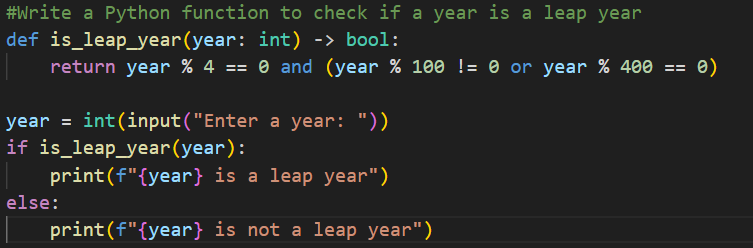 #Write a Python function to check if a year is a leap year
def is_leap_year(year: int) -> bool:
    return year % 4 == 0 and (year % 100 != 0 or year % 400 == 0)

year = int(input("Enter a year: "))
if is_leap_year(year):
    print(f"{year} is a leap year")
else:
    print(f"{year} is not a leap year")